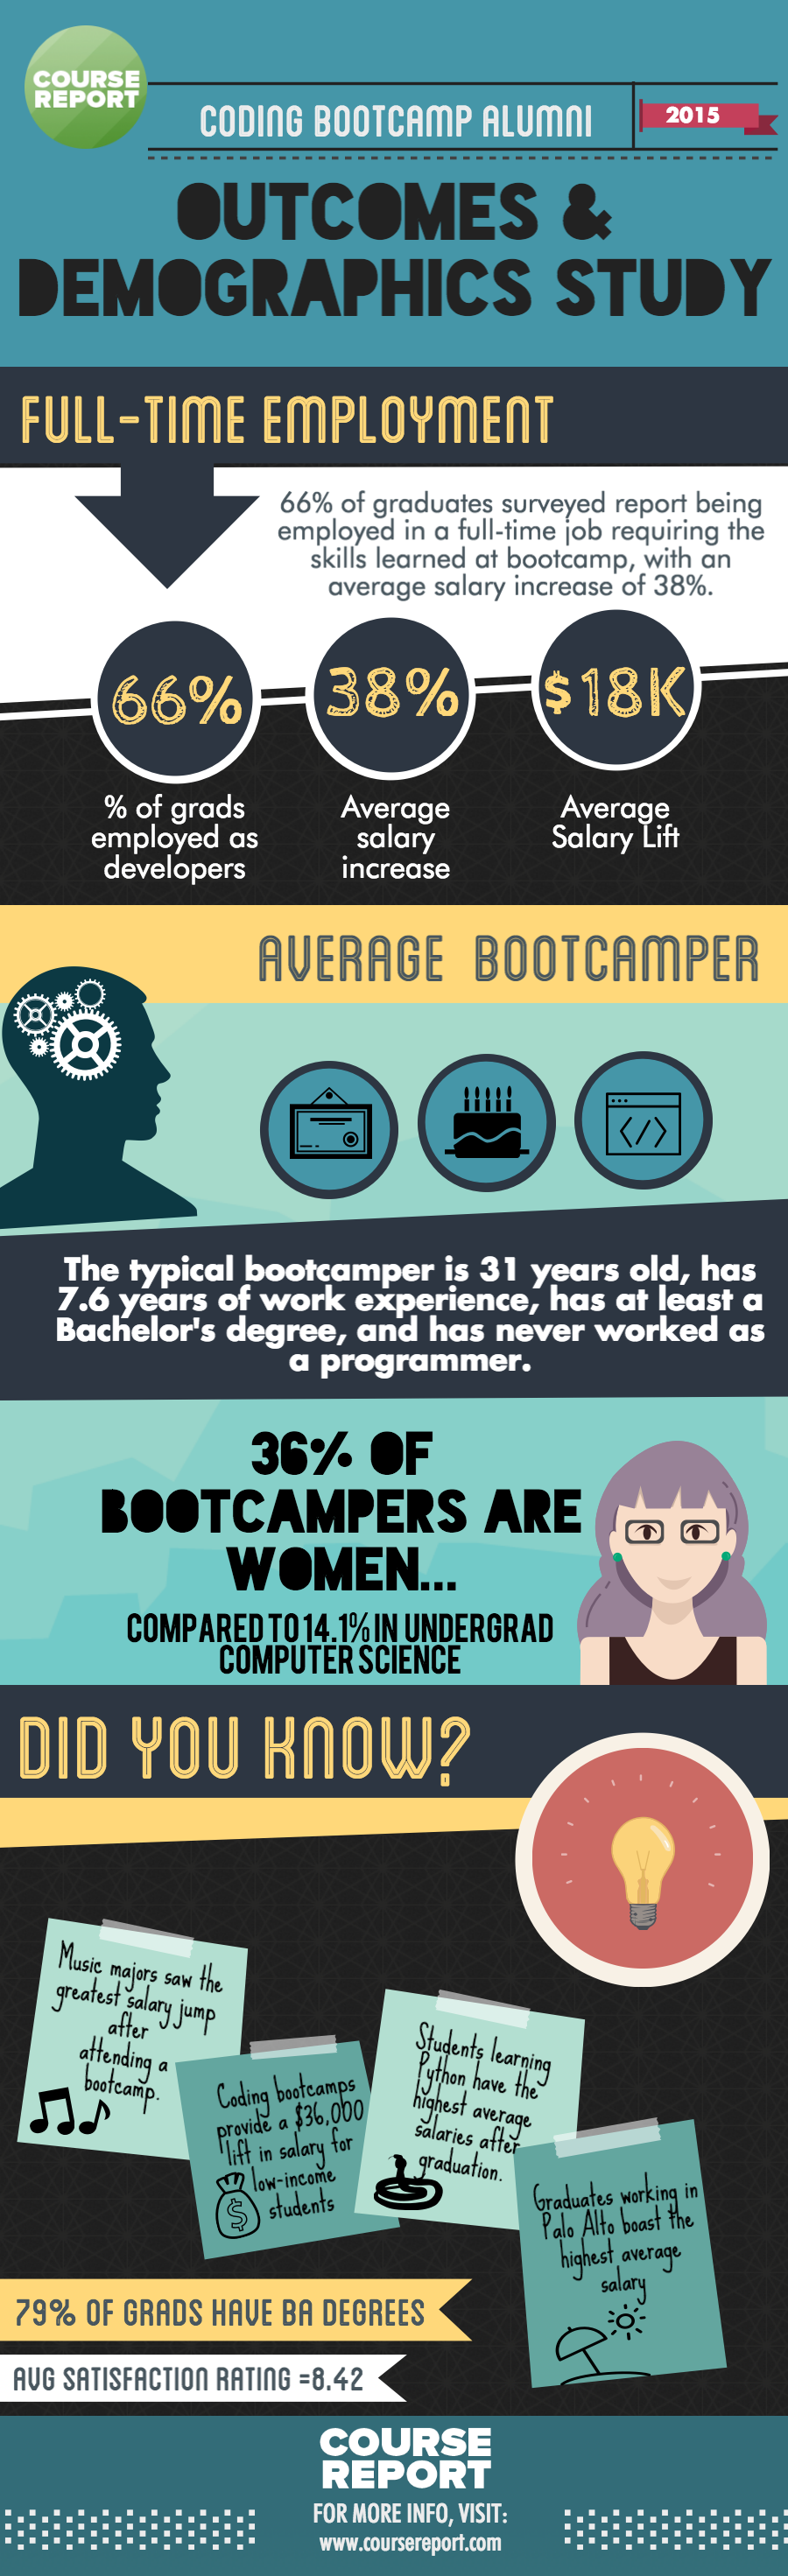 COURSE
REPORT
CODING BOOTCAMP ALUMNI
2015
OUTCOMES &
DEMOGRAPHICS STUDY
FULL-TIME EMPLOYMENT
66% of graduates surveyed report being
employed in a full-time job requiring the
skills learned at bootcamp, with an
average salary increase of 38%.
66%
38%
$18K
% of grads
employed as
developers
Average
salary
increase
Average
Salary Lift
AVERAGE BOOTCAMPER
</>
The typical bootcamper is 31 years old, has
7.6 years of work experience, has at least a
Bachelor's degree, and has never worked as
a programmer.
36% OF
BOOTCAMPERS ARE
WOMEN...
COMPARED TO 14.1% IN UNDERGRAD
COMPUTER SCIENCE
DID YOU KNOW?
Music majors saw the
greatest salary jump
after
attending a
bootcamp.
Coding bootcamps
provide a $36,000
lift in salary for
low-income
students
$
Students learning
Python have the
highest average
salaries after
graduation.
Graduates working in
Palo Alto boast the
highest average
salary
79% OF GRADS HAVE BA DEGREES
AVG SATISFACTION RATING =8.42
COURSE
REPORT
FOR MORE INFO, VISIT:
www.coursereport.com